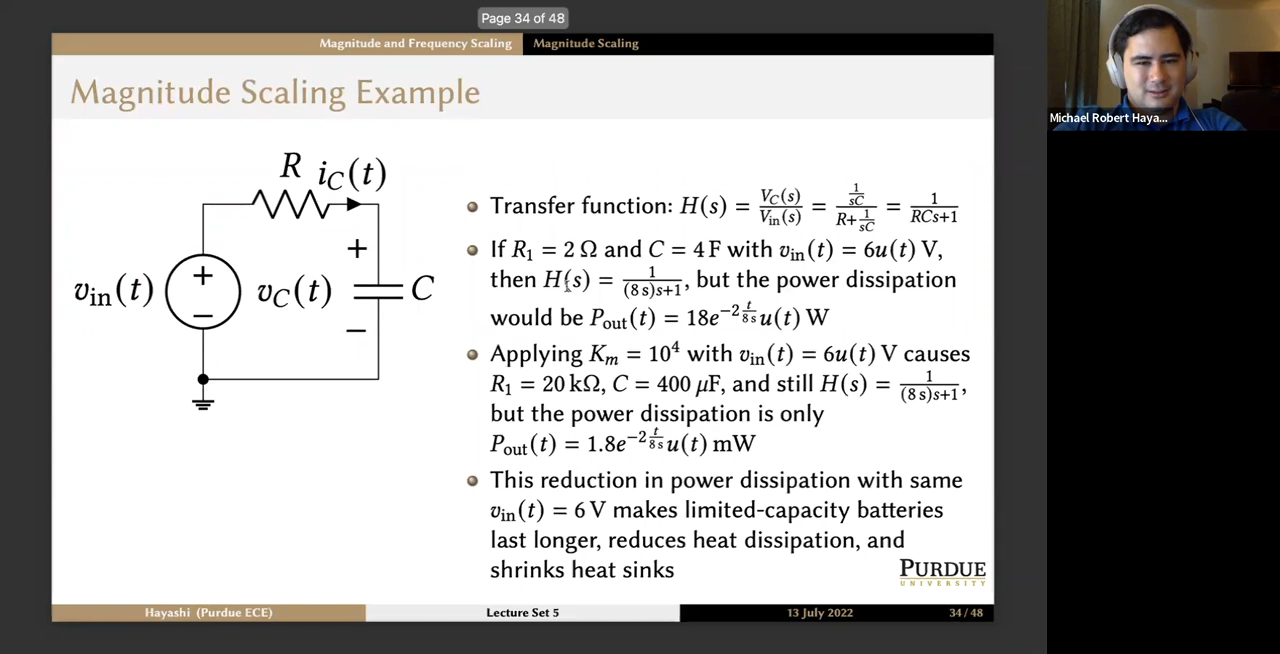 Page 34 of 48
Magnitude and Frequency Scaling Magnitude Scaling
Magnitude Scaling Example
R i_C(t)
+
v_in(t) + − v_C(t) C
−
Transfer function: H(s) = V_C(s)/V_in(s) = (1/sC)/(R+1/sC) = 1/(RCs+1)
If R_1 = 2 Ω and C = 4 F with v_in(t) = 6u(t) V,
then H(s) = 1/((8 s)s+1), but the power dissipation
would be P_out(t) = 18e^{−2 t/8 s}u(t) W
Applying K_m = 10^4 with v_in(t) = 6u(t) V causes
R_1 = 20 kΩ, C = 400 μF, and still H(s) = 1/((8 s)s+1),
but the power dissipation is only
P_out(t) = 1.8e^{−2 t/8 s}u(t) mW
This reduction in power dissipation with same
v_in(t) = 6 V makes limited-capacity batteries
last longer, reduces heat dissipation, and
shrinks heat sinks
PURDUE
UNIVERSITY
Hayashi (Purdue ECE) Lecture Set 5 13 July 2022 34 / 48
Michael Robert Haya...